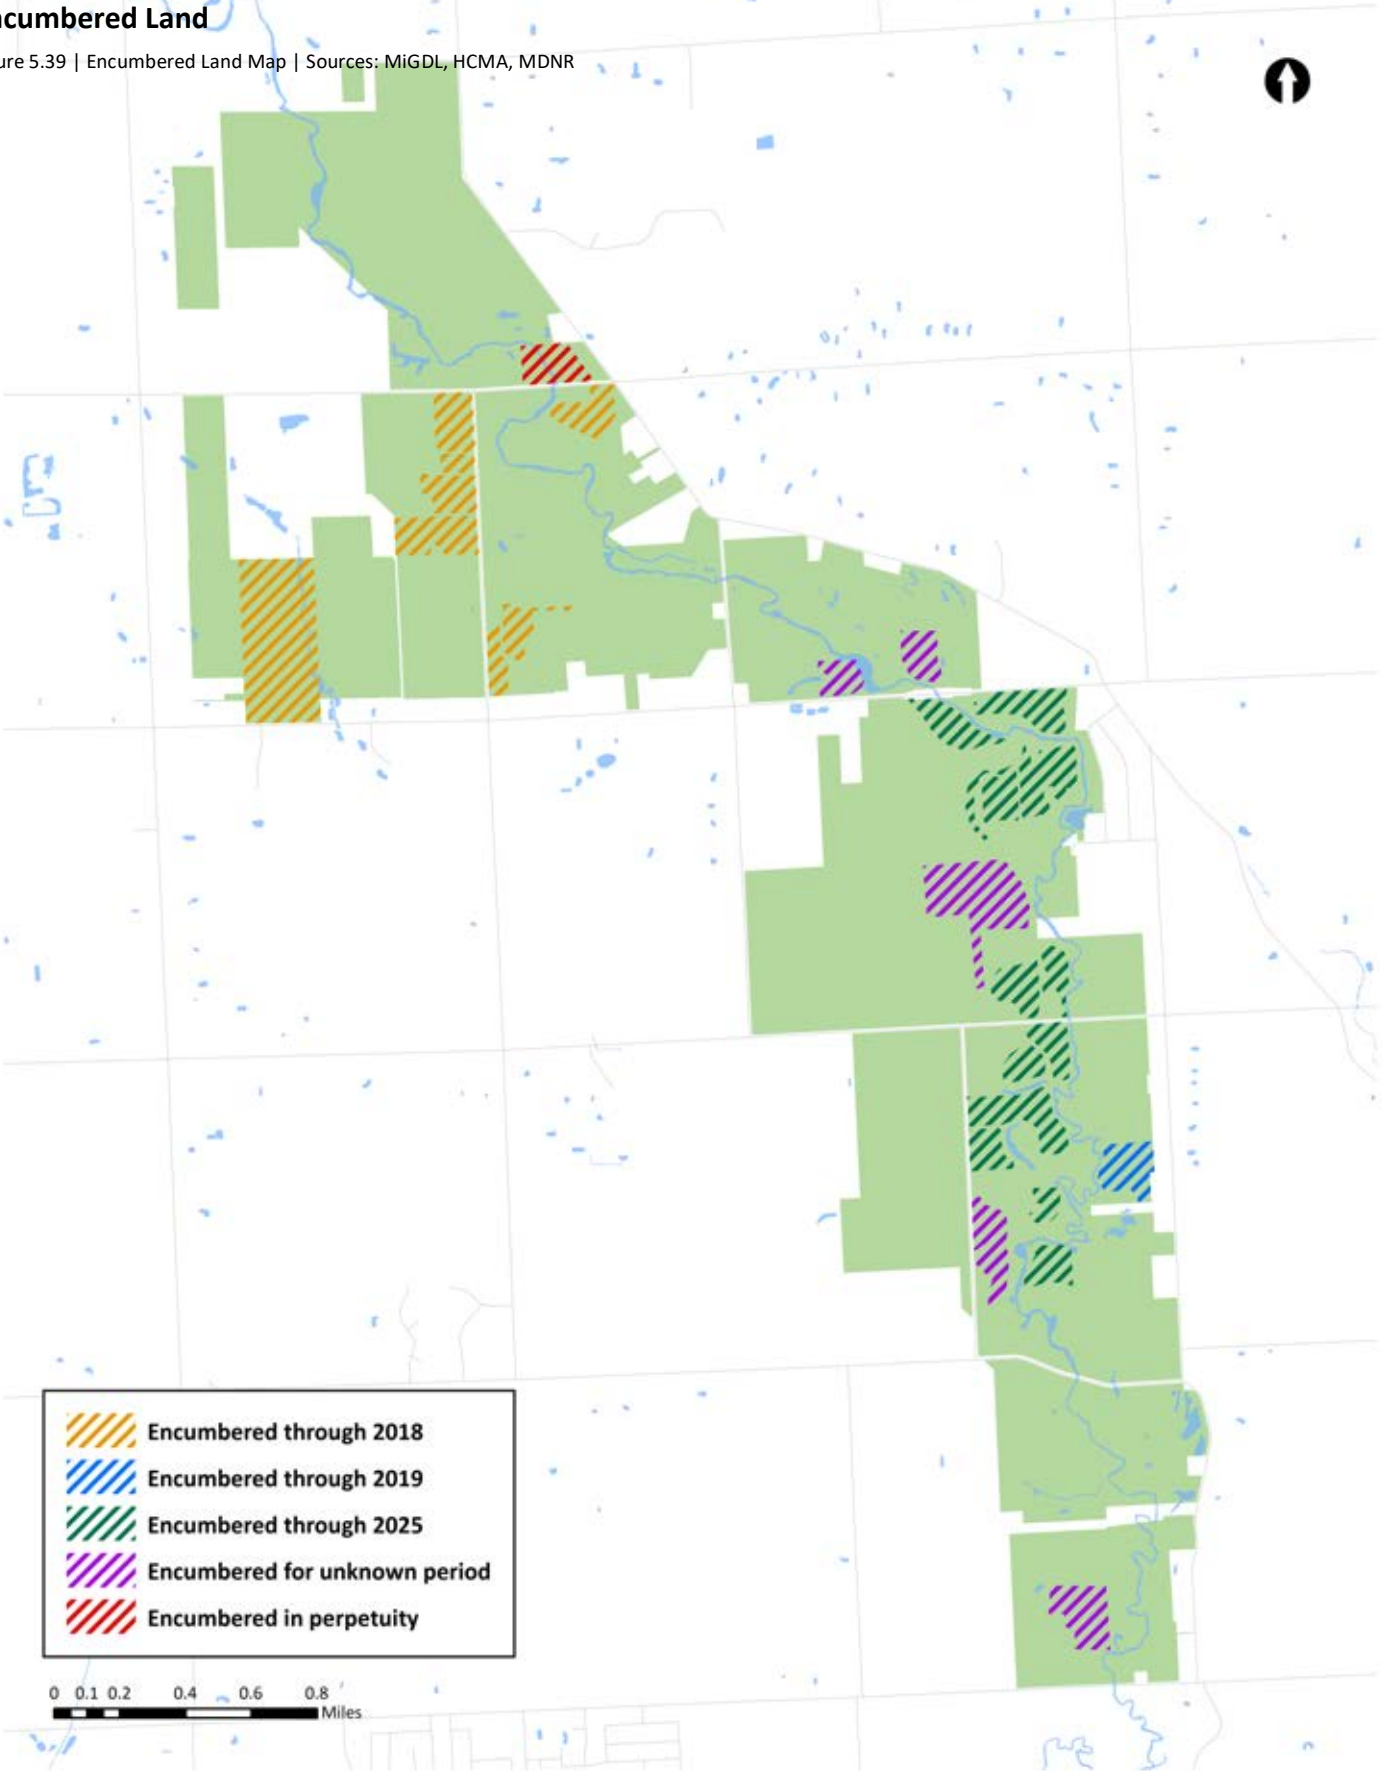 ncumbered Land
ure 5.39 | Encumbered Land Map | Sources: MiGDL, HCMA, MDNR
Encumbered through 2018
Encumbered through 2019
Encumbered through 2025
Encumbered for unknown period
Encumbered in perpetuity
0 0.1 0.2 0.4 0.6 0.8
Miles